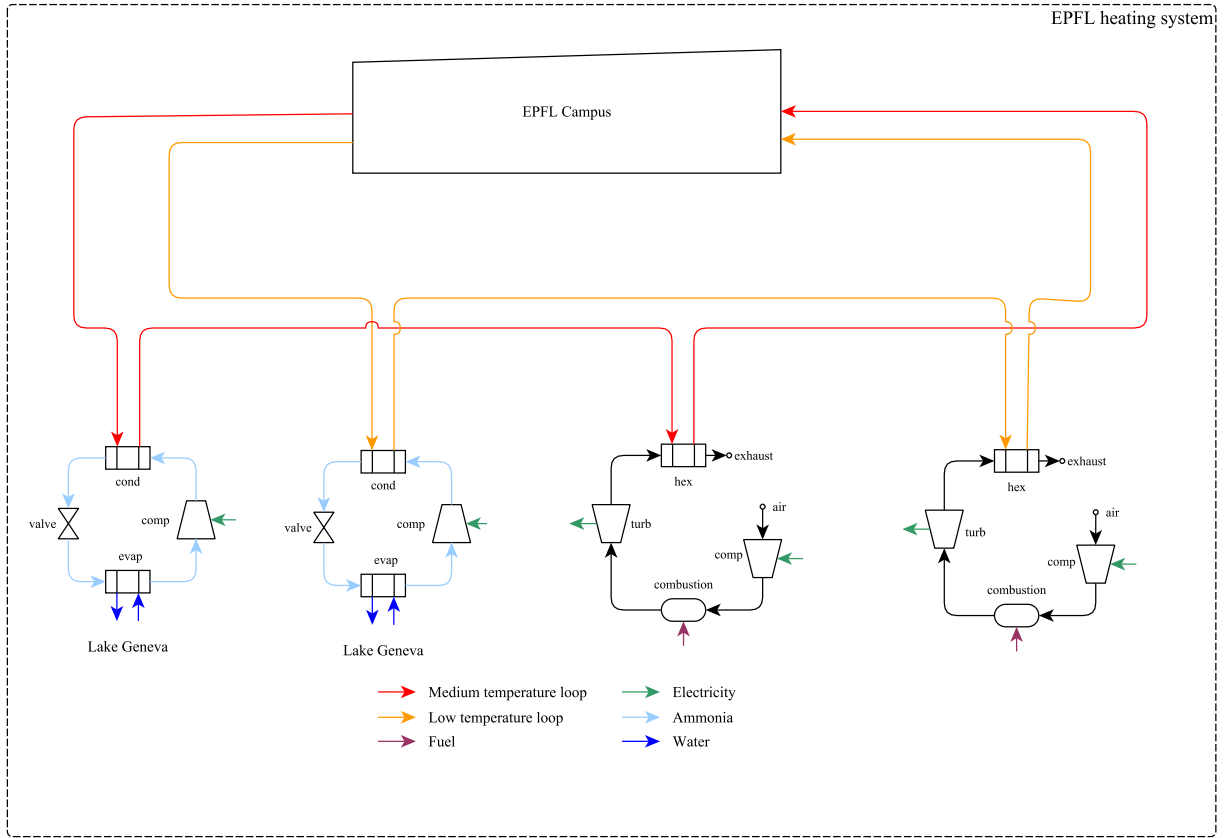 EPFL heating system
EPFL Campus
cond
valve
comp
evap
Lake Geneva
cond
valve
comp
evap
Lake Geneva
hex
exhaust
turb
air
comp
combustion
hex
exhaust
turb
air
comp
combustion
Medium temperature loop
Low temperature loop
Fuel
Electricity
Ammonia
Water